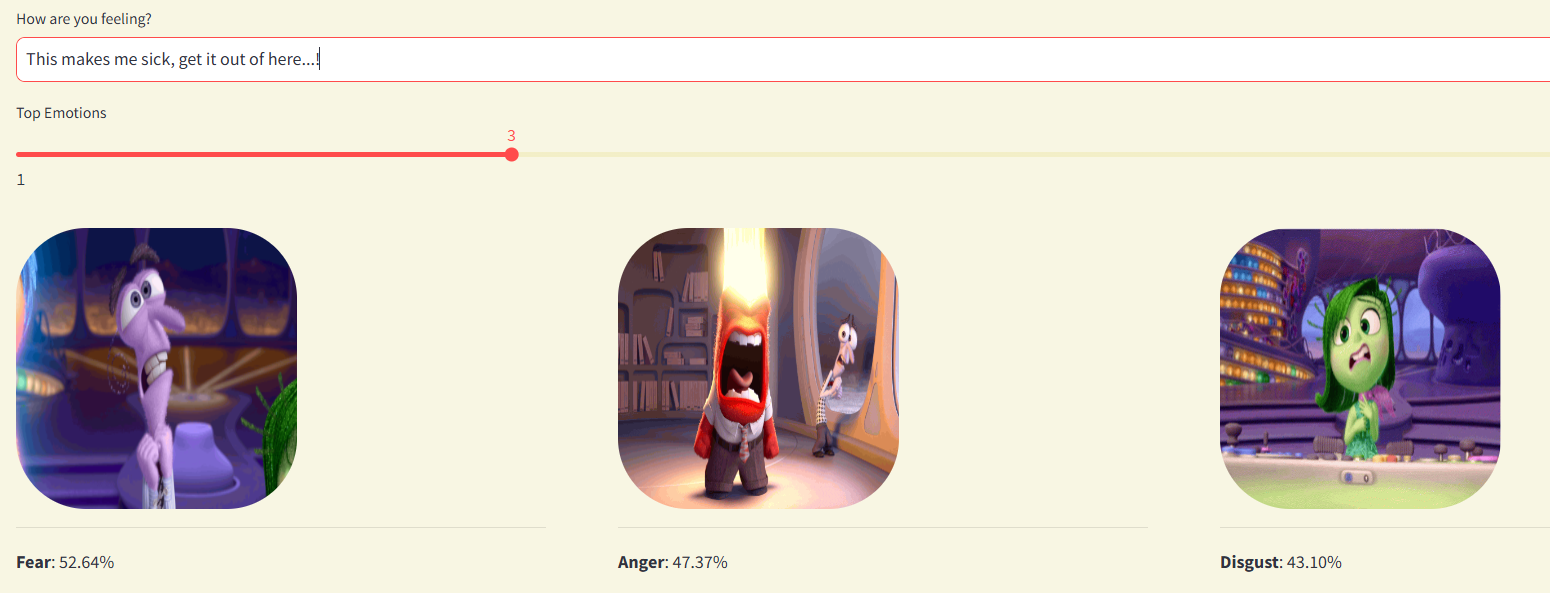 How are you feeling?
This makes me sick, get it out of here...!
Top Emotions
3
1
Fear: 52.64%
Anger: 47.37%
Disgust: 43.10%